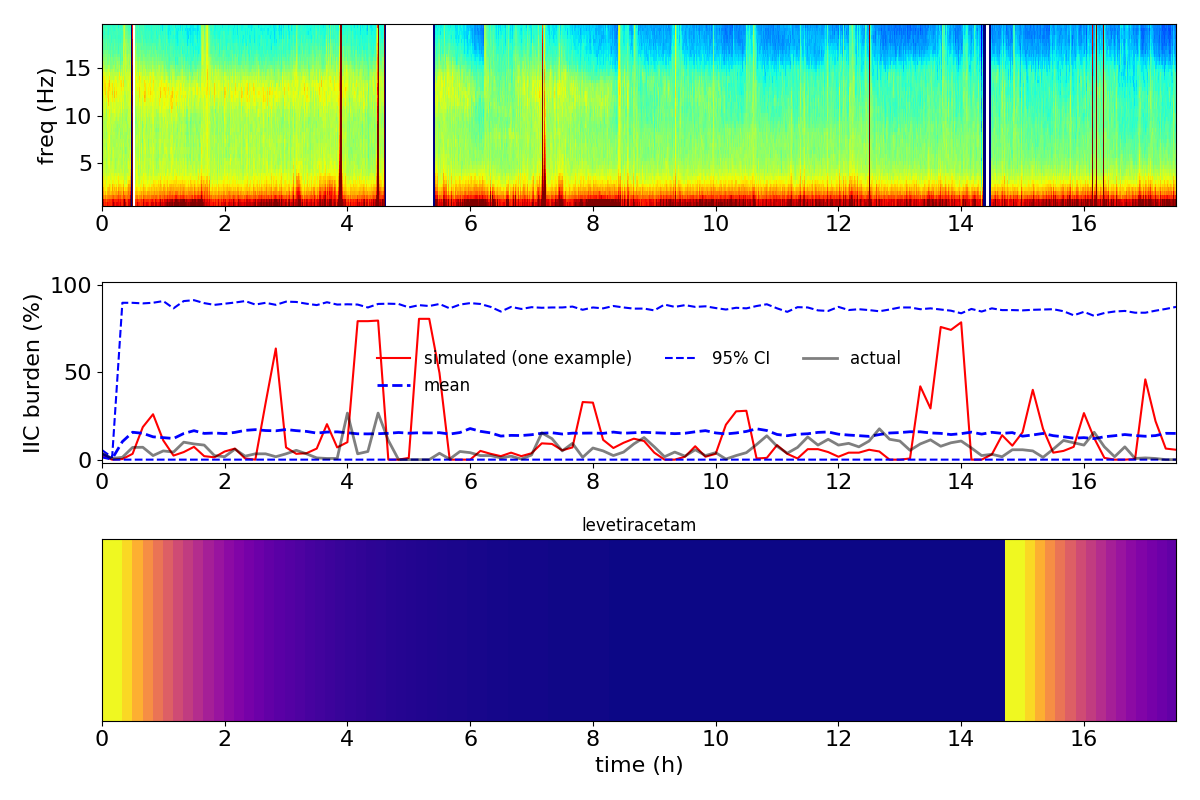 freq (Hz)
15
10
5
0 2 4 6 8 10 12 14 16
IIC burden (%)
100
50
0
simulated (one example) 95% CI actual
mean
0 2 4 6 8 10 12 14 16
levetiracetam
0 2 4 6 8 10 12 14 16
time (h)